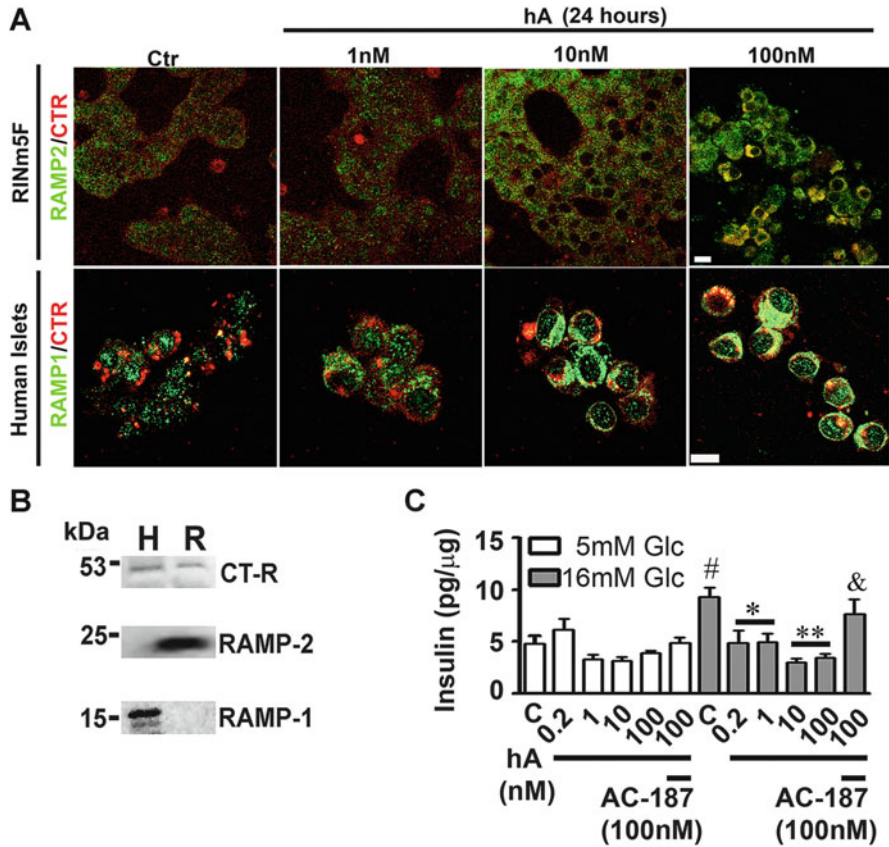 A
hA (24 hours)
Ctr 1nM 10nM 100nM
RINm5F
RAMP2/CTR
Human Islets
RAMP1/CTR
B
kDa H R
53 CT-R
25 RAMP-2
15 RAMP-1
C
Insulin (pg/µg)
15
10
5
0
5mM Glc
16mM Glc
# * ** &
C 0.2 1 10 100 100 C 0.2 1 10 100 100
hA
(nM)
AC-187 AC-187
(100nM) (100nM)